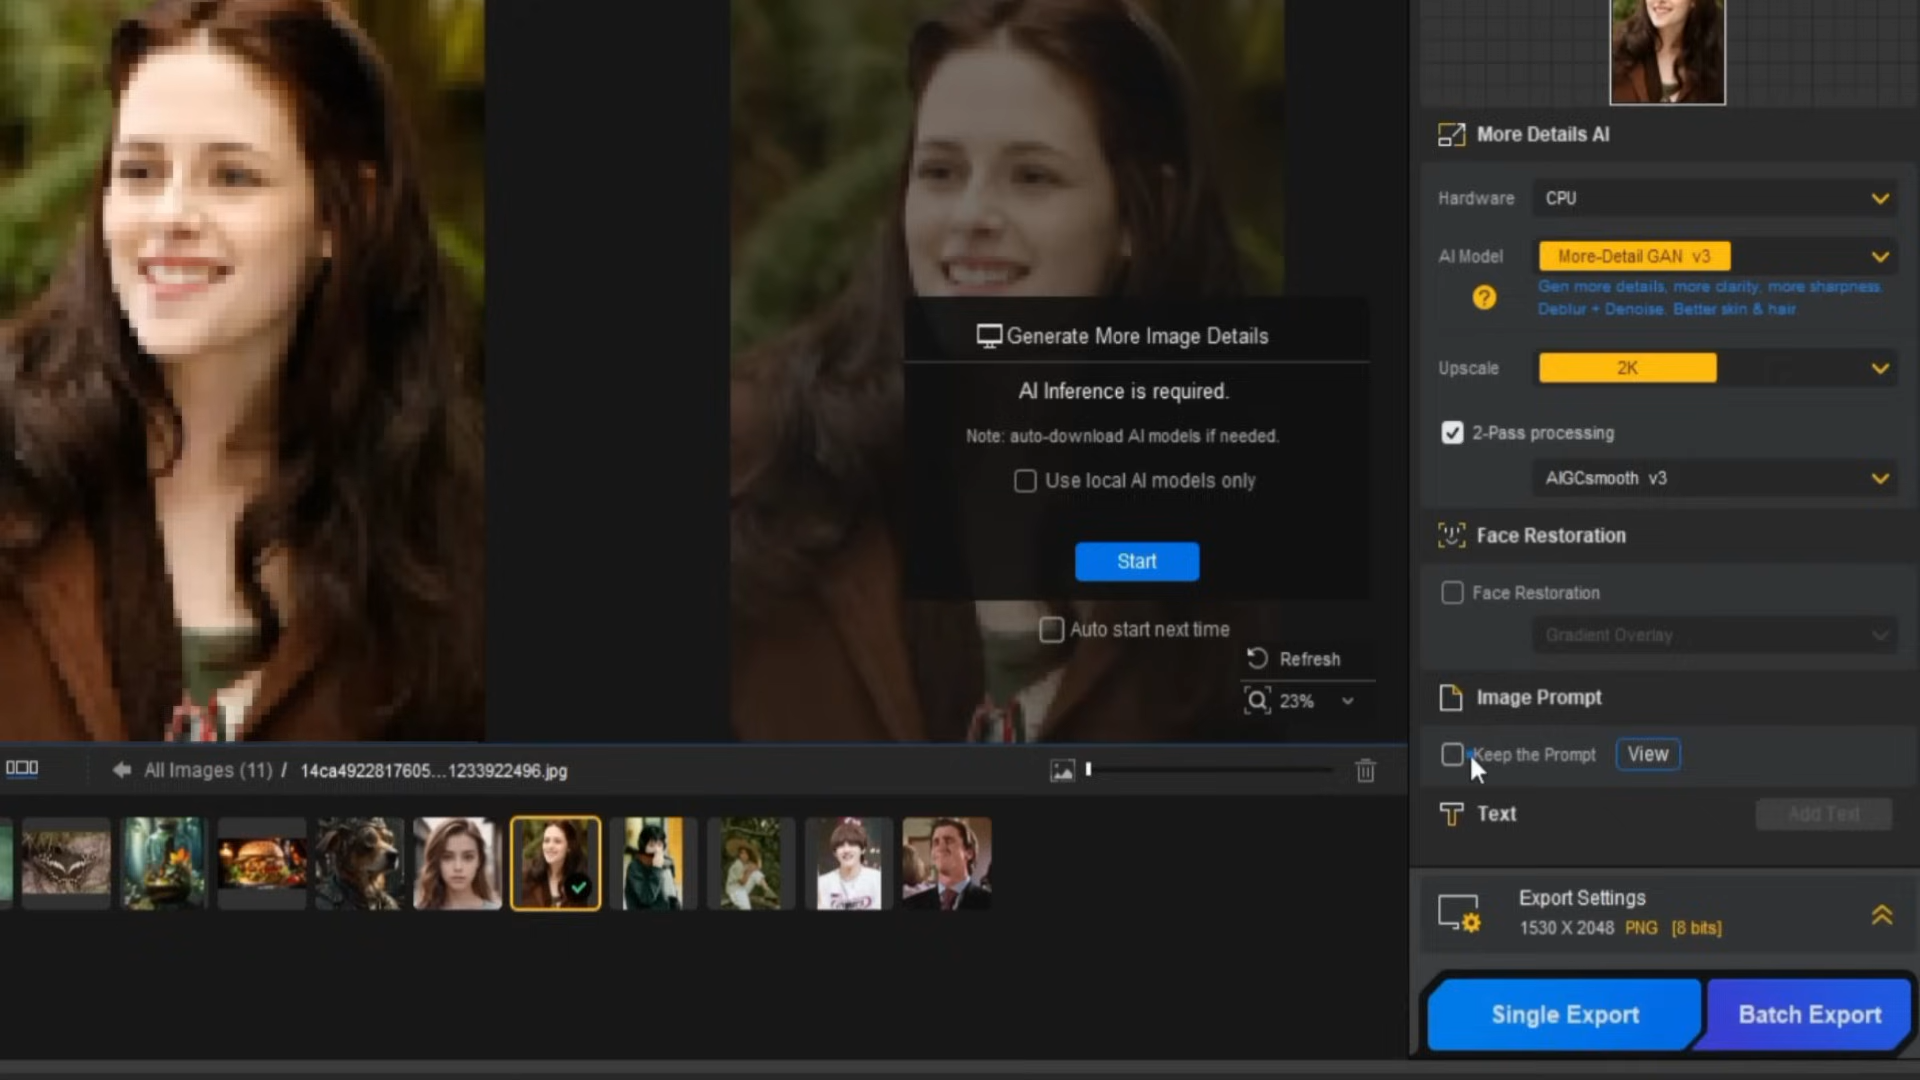 More Details AI
Hardware CPU
AI Model More-Detail GAN v3
Gen more details, more clarity, more sharpness.
Deblur + Denoise. Better skin & hair
Upscale 2K
2-Pass processing
AIGCsmooth v3
Face Restoration
Face Restoration
Gradient Overlay
Image Prompt
Keep the Prompt View
Text Add Text
Export Settings
1530 X 2048 PNG [8 bits]
Single Export Batch Export
Generate More Image Details
AI Inference is required.
Note: auto-download AI models if needed.
Use local AI models only
Start
Auto start next time
Refresh
23%
All Images (11) / 14ca4922817605...1233922496.jpg